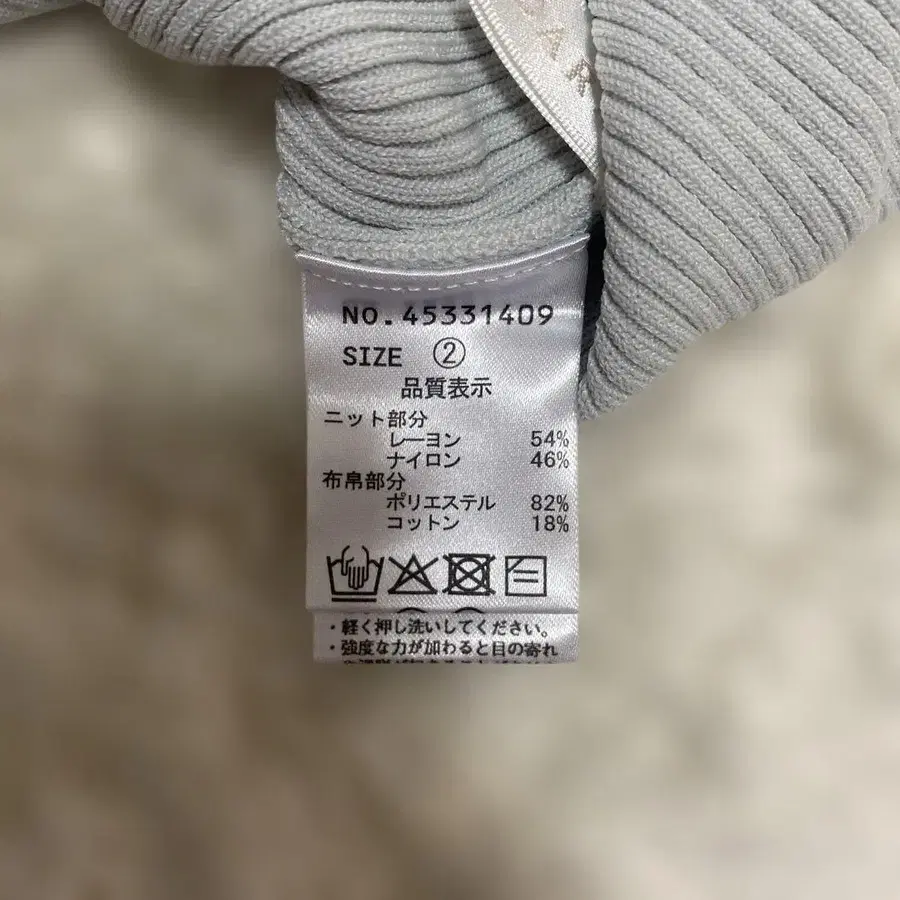 NO.45331409
SIZE ②
品質表示
ニット部分
レーヨン 54%
ナイロン 46%
布帛部分
ポリエステル 82%
コットン 18%
・軽く押し洗いしてください。
・強度な力が加わると目の寄れ